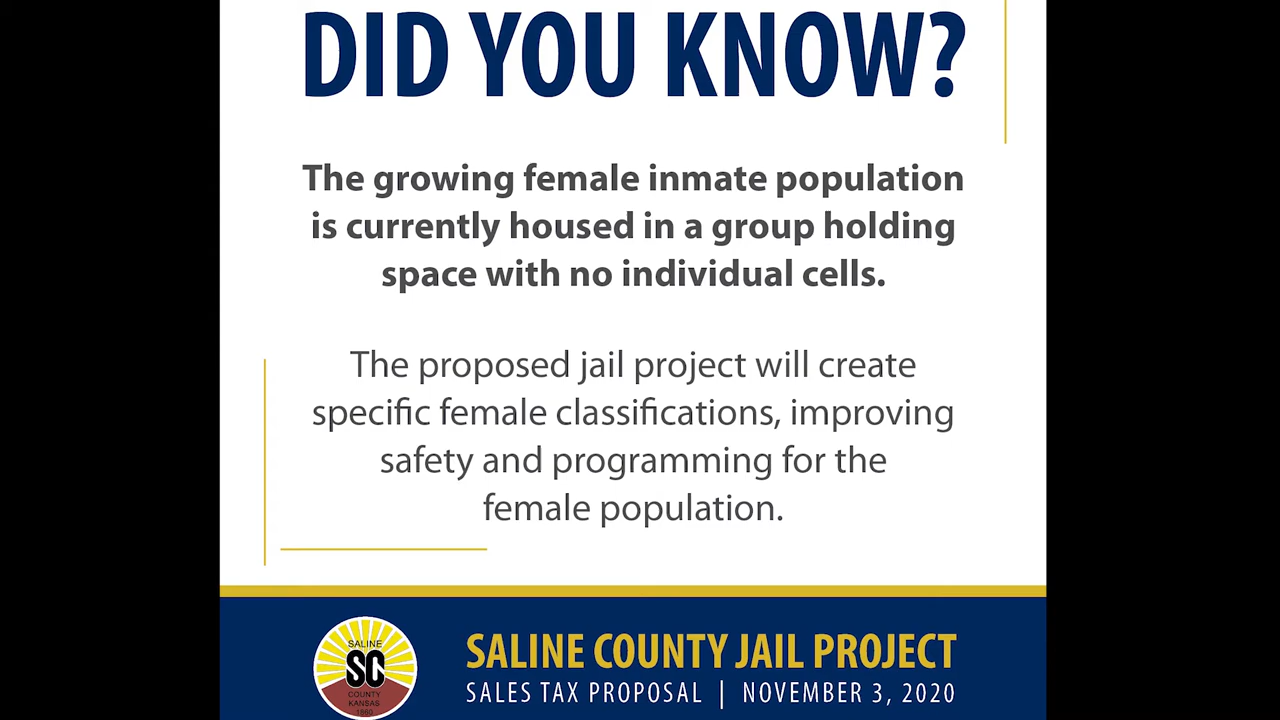 DID YOU KNOW?
The growing female inmate population
is currently housed in a group holding
space with no individual cells.
The proposed jail project will create
specific female classifications, improving
safety and programming for the
female population.
SALINE
SC
COUNTY
KANSAS
1860
SALINE COUNTY JAIL PROJECT
SALES TAX PROPOSAL | NOVEMBER 3, 2020